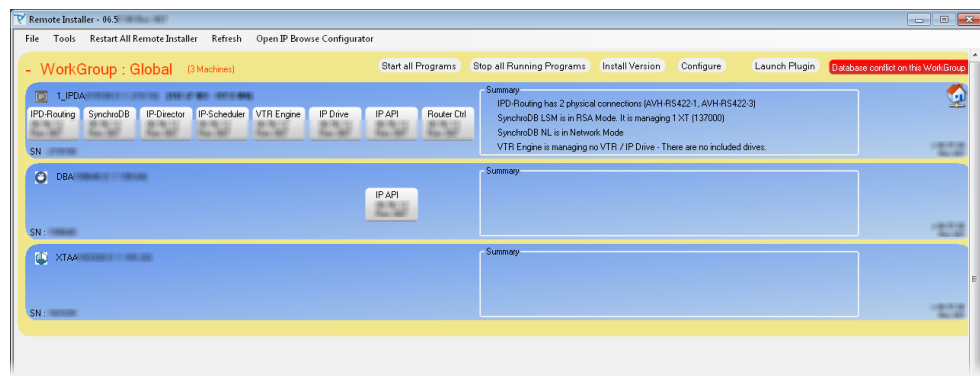 Remote Installer - 06.5
File Tools Restart All Remote Installer Refresh Open IP Browse Configurator
- WorkGroup : Global (3 Machines) Start all Programs Stop all Running Programs Install Version Configure Launch Plugin Database conflict on this WorkGroup
1_IPDA
IPD-Routing SynchroDB IP-Director IP-Scheduler VTR Engine IP Drive IP API Router Ctrl
SN
Summary
IPD-Routing has 2 physical connections (AVH-RS422-1, AVH-RS422-3)
SynchroDB LSM is in RSA Mode. It is managing 1 XT (137000)
SynchroDB NL is in Network Mode
VTR Engine is managing no VTR / IP Drive - There are no included drives.
DBA
IP API
SN :
Summary
XTAA
SN :
Summary